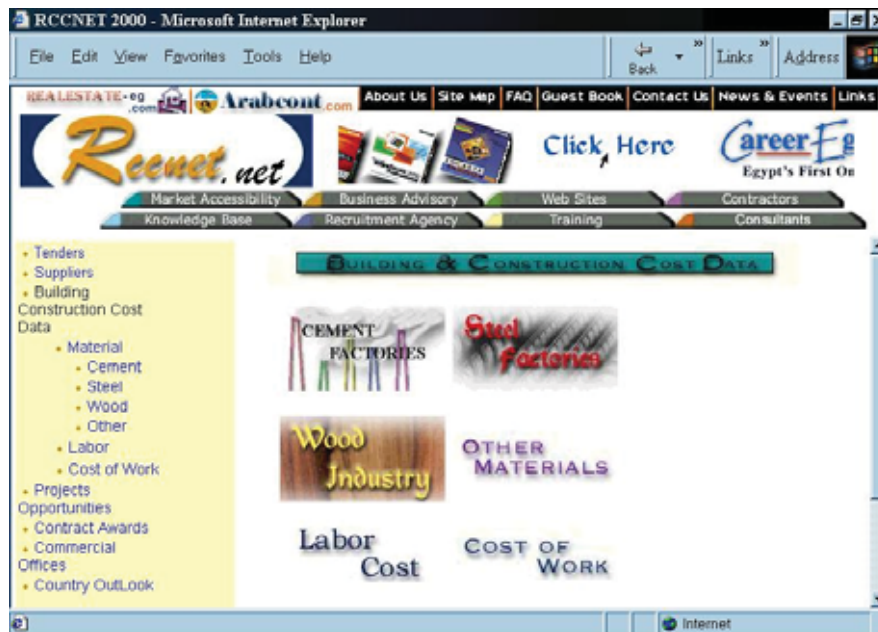 RCCNET 2000 - Microsoft Internet Explorer
File Edit View Favorites Tools Help
Back
Links
Address
REALESTATE-eg
.com
Arabcont.com
About Us Site Map FAQ Guest Book Contact Us News & Events Links
Rccnet.net
Click Here
Career Eg
Egypt's First On
Market Accessibility Business Advisory Web Sites Contractors
Knowledge Base Recruitment Agency Training Consultants
Tenders
Suppliers
Building
Construction Cost
Data
Material
Cement
Steel
Wood
Other
Labor
Cost of Work
Projects
Opportunities
Contract Awards
Commercial
Offices
Country OutLook
BUILDING & CONSTRUCTION COST DATA
CEMENT
FACTORIES
Steel
Factories
Wood
Industry
OTHER
MATERIALS
Labor
Cost
COST OF
WORK
Internet